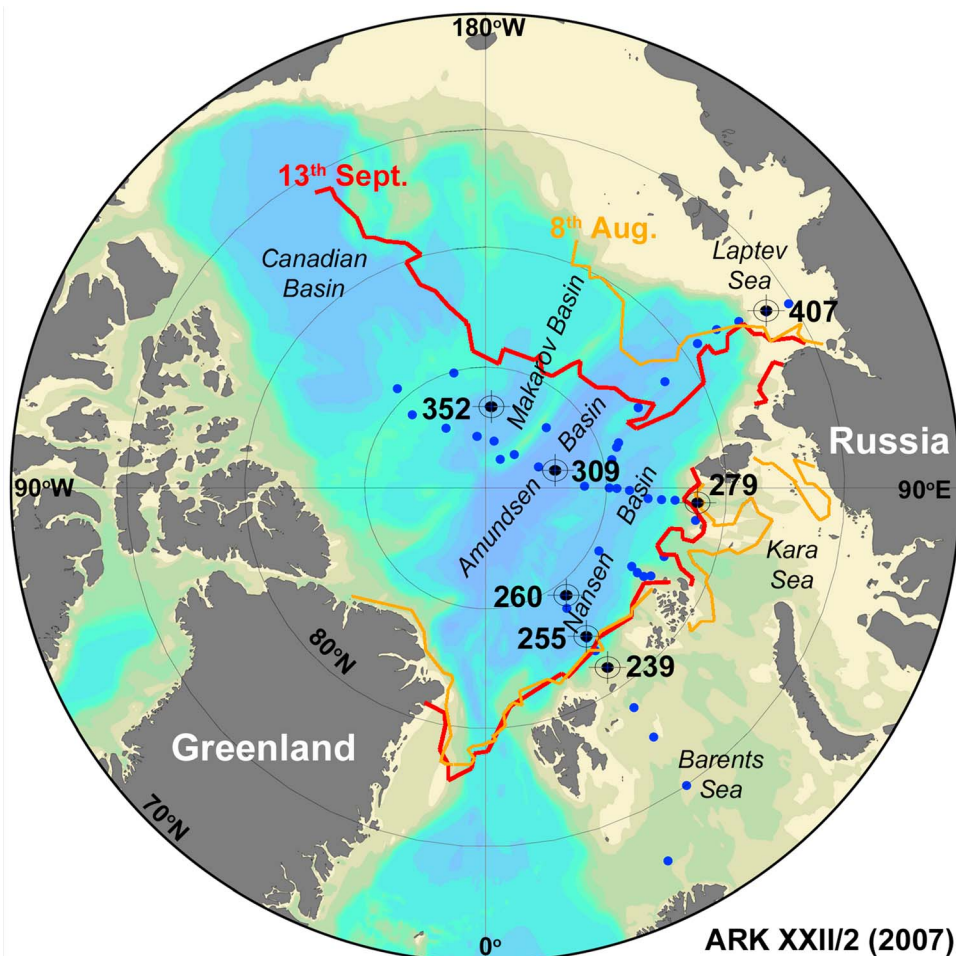 180°W
13th Sept.
8th Aug.
Laptev
Sea
Canadian
Basin
407
Makarov Basin
352
Basin
Russia
309
279
90°W
90°E
Amundsen
Basin
Kara
Sea
Nansen
260
255
239
80°N
Greenland
Barents
Sea
70°N
0°
ARK XXII/2 (2007)